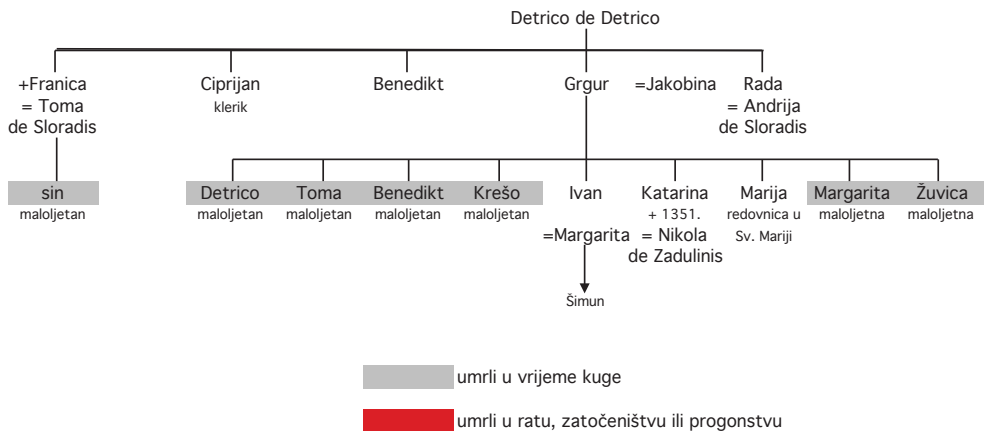 Detrico de Detrico
+Franica
= Toma
de Sloradis
Ciprijan
klerik
Benedikt
Grgur
=Jakobina
Rada
= Andrija
de Sloradis
sin
maloljetan
Detrico
maloljetan
Toma
maloljetan
Benedikt
maloljetan
Krešo
maloljetan
Ivan
=Margarita
Katarina
+ 1351.
= Nikola
de Zadulinis
Marija
redovnica u
Sv. Mariji
Margarita
maloljetna
Žuvica
maloljetna
Šimun
umrli u vrijeme kuge
umrli u ratu, zatočeništvu ili progonstvu